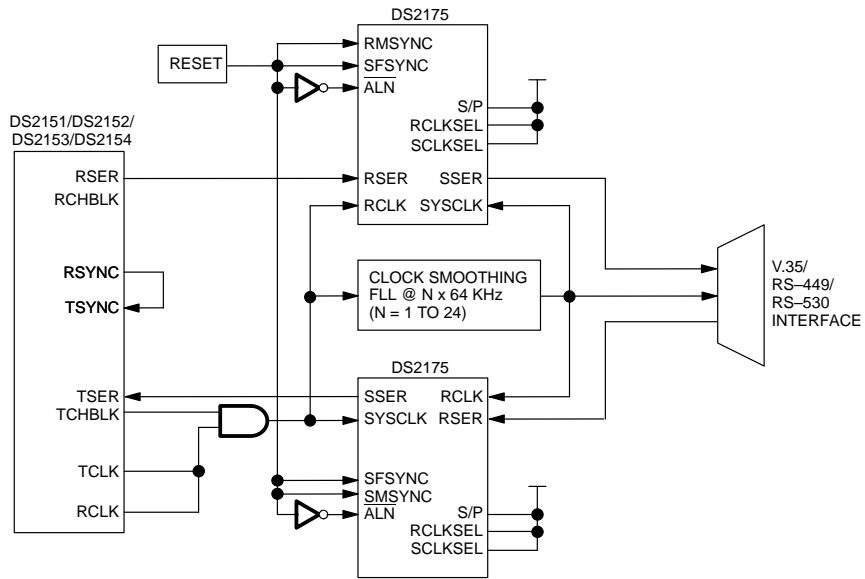 DS2175
RESET
RMSYNC
SFSYNC
ALN
S/P
RCLKSEL
SCLKSEL
DS2151/DS2152/
DS2153/DS2154
RSER
RCHBLK
RSER
SSER
RCLK
SYSCLK
RSYNC
TSYNC
CLOCK SMOOTHING
FLL @ N x 64 KHz
(N = 1 TO 24)
V.35/
RS–449/
RS–530
INTERFACE
DS2175
TSER
TCHBLK
SSER
RCLK
SYSCLK
RSER
TCLK
RCLK
SFSYNC
SMSYNC
ALN
S/P
RCLKSEL
SCLKSEL